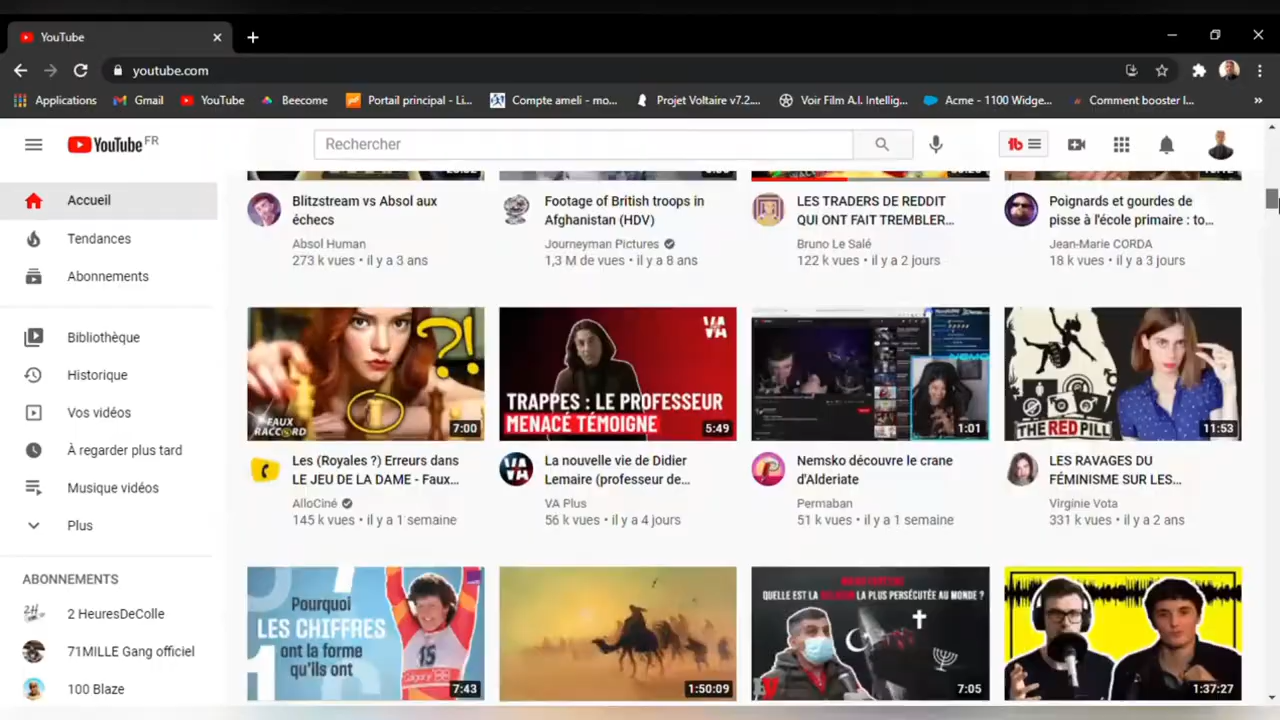 YouTube
youtube.com
Applications Gmail YouTube Beecome Portail principal - Li... Compte ameli - mo... Projet Voltaire v7.2.... Voir Film A.I. Intellig... Acme - 1100 Widge... Comment booster l... »
YouTube FR
Rechercher
Accueil
Tendances
Abonnements
Bibliothèque
Historique
Vos vidéos
À regarder plus tard
Musique vidéos
Plus
ABONNEMENTS
2 HeuresDeColle
71MILLE Gang officiel
100 Blaze
Blitzstream vs Absol aux
échecs
Absol Human
273 k vues • il y a 3 ans
Footage of British troops in
Afghanistan (HDV)
Journeyman Pictures
1,3 M de vues • il y a 8 ans
LES TRADERS DE REDDIT
QUI ONT FAIT TREMBLER...
Bruno Le Salé
122 k vues • il y a 2 jours
Poignards et gourdes de
pisse à l'école primaire : to...
Jean-Marie CORDA
18 k vues • il y a 3 jours
?!
FAUX
RACCORD
7:00
Les (Royales ?) Erreurs dans
LE JEU DE LA DAME - Faux...
AlloCiné
145 k vues • il y a 1 semaine
VA
TRAPPES : LE PROFESSEUR
MENACÉ TÉMOIGNE
5:49
La nouvelle vie de Didier
Lemaire (professeur de...
VA Plus
56 k vues • il y a 4 jours
1:01
Nemsko découvre le crane
d'Alderiate
Permaban
51 k vues • il y a 1 semaine
THE RED PILL
11:53
LES RAVAGES DU
FÉMINISME SUR LES...
Virginie Vota
331 k vues • il y a 2 ans
Pourquoi
LES CHIFFRES
ont la forme
qu'ils ont
15
7:43
1:50:09
QUELLE EST LA RELIGION LA PLUS PERSÉCUTÉE AU MONDE ?
7:05
1:37:27